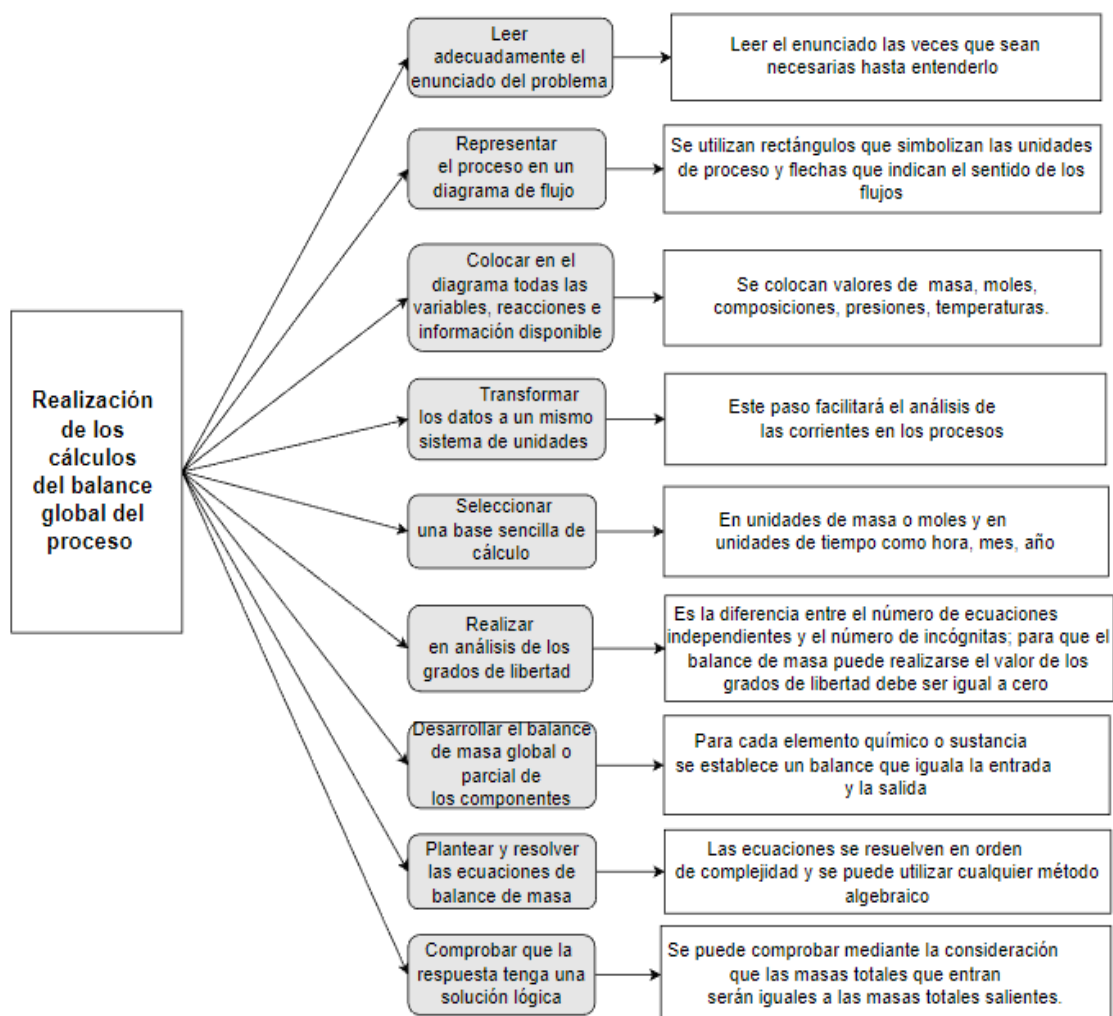 Realización
de los
cálculos
del balance
global del
proceso
Leer
adecuadamente el
enunciado del problema
Leer el enunciado las veces que sean
necesarias hasta entenderlo
Representar
el proceso en un
diagrama de flujo
Se utilizan rectángulos que simbolizan las unidades
de proceso y flechas que indican el sentido de los
flujos
Colocar en el
diagrama todas las
variables, reacciones e
información disponible
Se colocan valores de masa, moles,
composiciones, presiones, temperaturas.
Transformar
los datos a un mismo
sistema de unidades
Este paso facilitará el análisis de
las corrientes en los procesos
Seleccionar
una base sencilla de
cálculo
En unidades de masa o moles y en
unidades de tiempo como hora, mes, año
Realizar
en análisis de los
grados de libertad
Es la diferencia entre el número de ecuaciones
independientes y el número de incógnitas; para que el
balance de masa puede realizarse el valor de los
grados de libertad debe ser igual a cero
Desarrollar el balance
de masa global o
parcial de
los componentes
Para cada elemento químico o sustancia
se establece un balance que iguala la entrada
y la salida
Plantear y resolver
las ecuaciones de
balance de masa
Las ecuaciones se resuelven en orden
de complejidad y se puede utilizar cualquier método
algebraico
Comprobar que la
respuesta tenga una
solución lógica
Se puede comprobar mediante la consideración
que las masas totales que entran
serán iguales a las masas totales salientes.